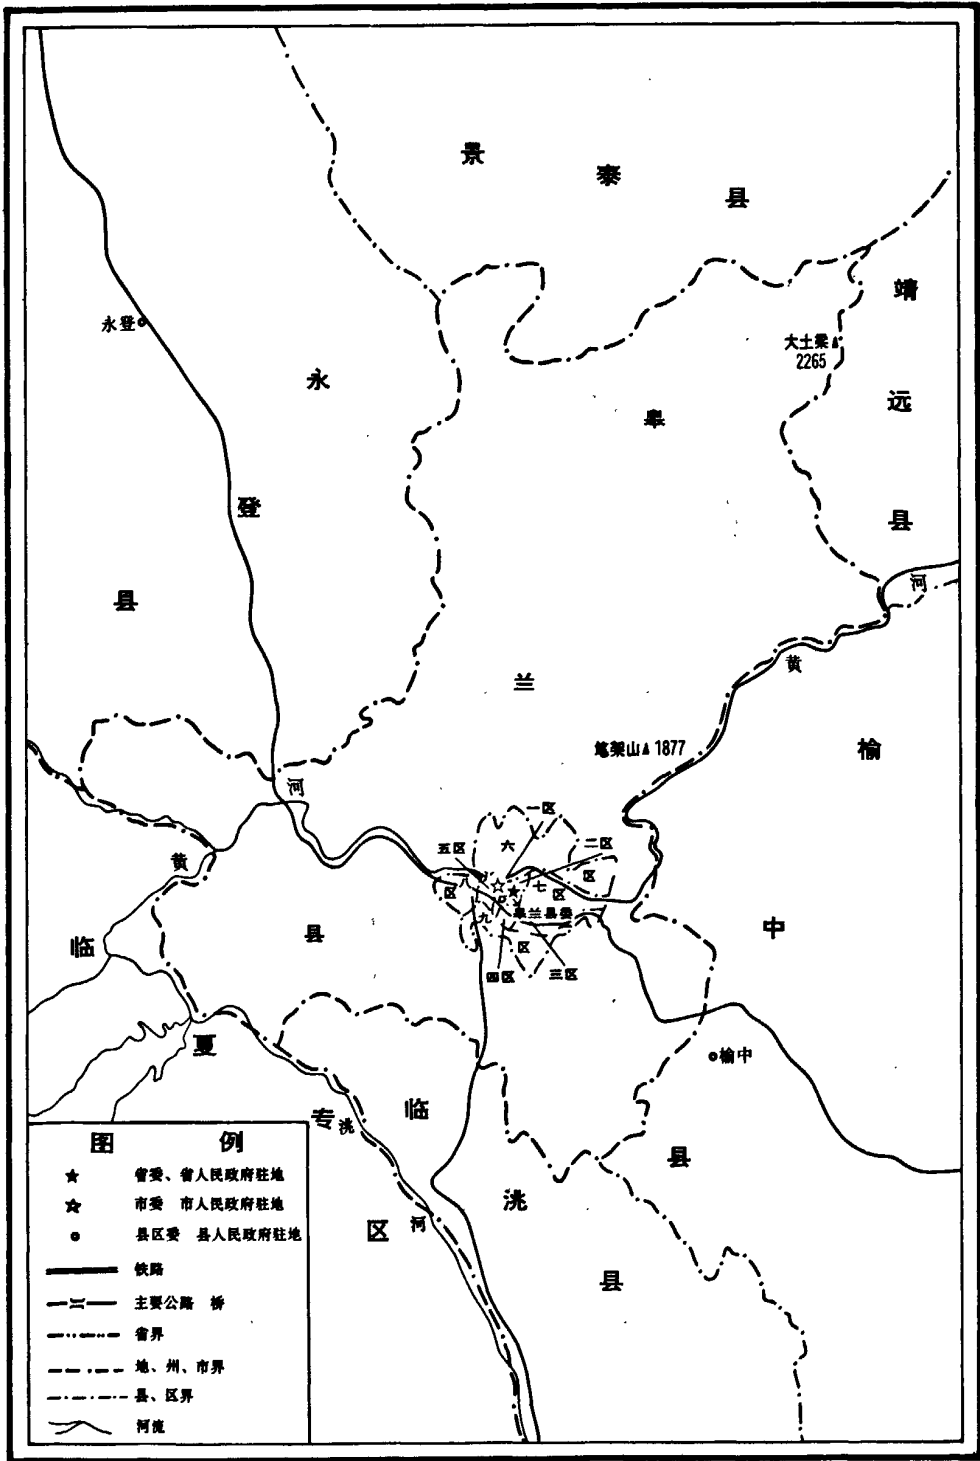 景泰县
靖远县
永登
永登县
大土梁
2265
皋兰县
河
黄
笔架山 1877
榆中县
河
一区
五区
六区
二区
八区
七区
皋兰县委
九区
四区
三区
黄
临夏专区
榆中
临洮县
洮
河
图 例
省委、省人民政府驻地
市委 市人民政府驻地
县区委 县人民政府驻地
铁路
主要公路 桥
省界
地、州、市界
县、区界
河流